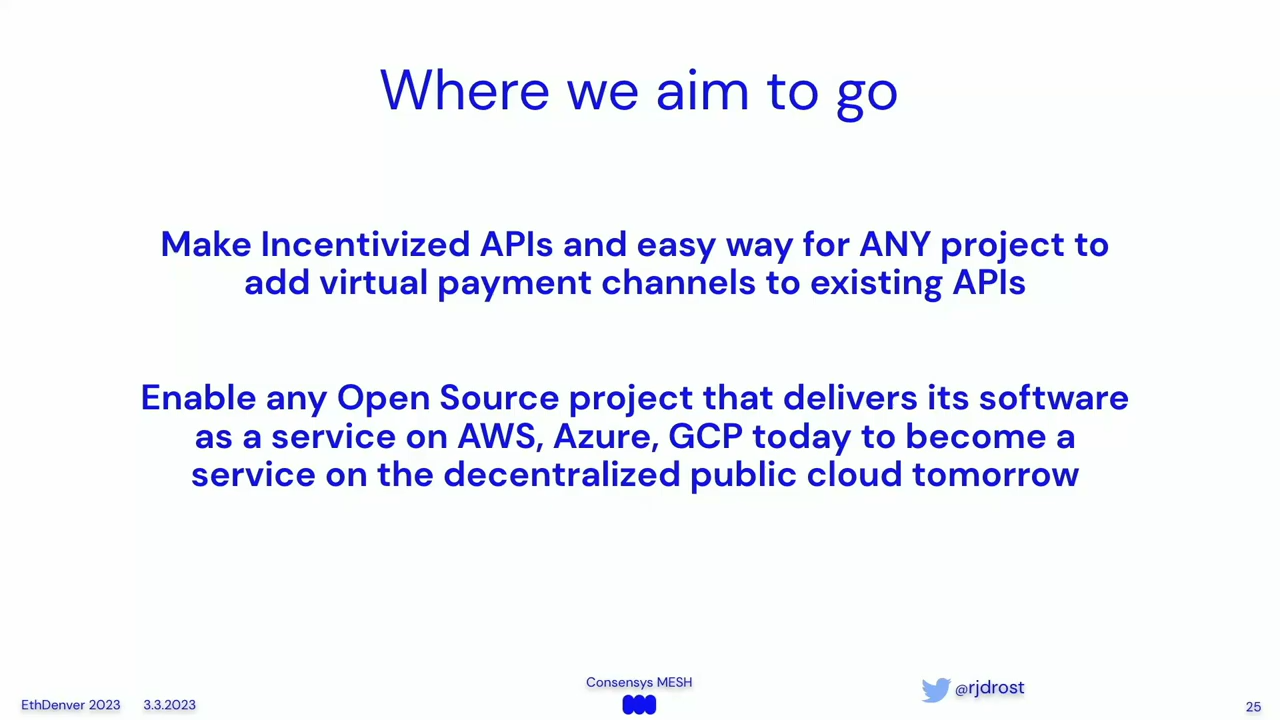 Where we aim to go
Make Incentivized APIs and easy way for ANY project to
add virtual payment channels to existing APIs
Enable any Open Source project that delivers its software
as a service on AWS, Azure, GCP today to become a
service on the decentralized public cloud tomorrow
EthDenver 2023 3.3.2023
Consensys MESH
@rjdrost
25